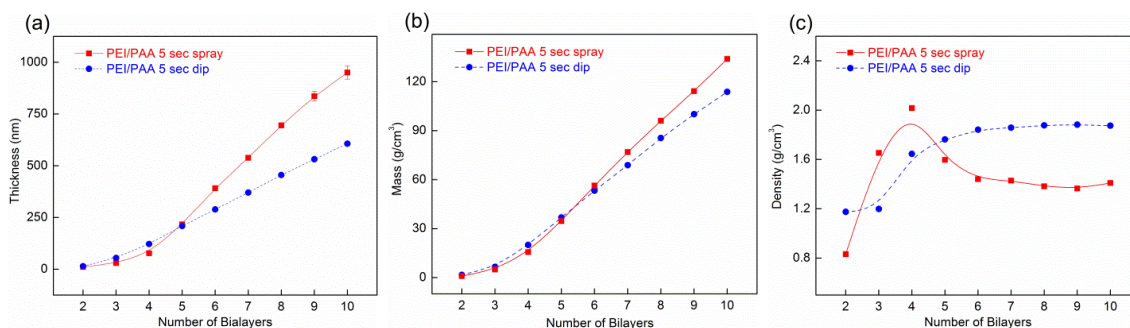 (a)
PEI/PAA 5 sec spray
PEI/PAA 5 sec dip
Thickness (nm)
1000
750
500
250
0
2 3 4 5 6 7 8 9 10
Number of Bialayers
(b)
PEI/PAA 5 sec spray
PEI/PAA 5 sec dip
Mass (g/cm³)
120
90
60
30
0
2 3 4 5 6 7 8 9 10
Number of Bilayers
(c)
PEI/PAA 5 sec spray
PEI/PAA 5 sec dip
Density (g/cm³)
2.4
2.0
1.6
1.2
0.8
2 3 4 5 6 7 8 9 10
Number of Bilayers